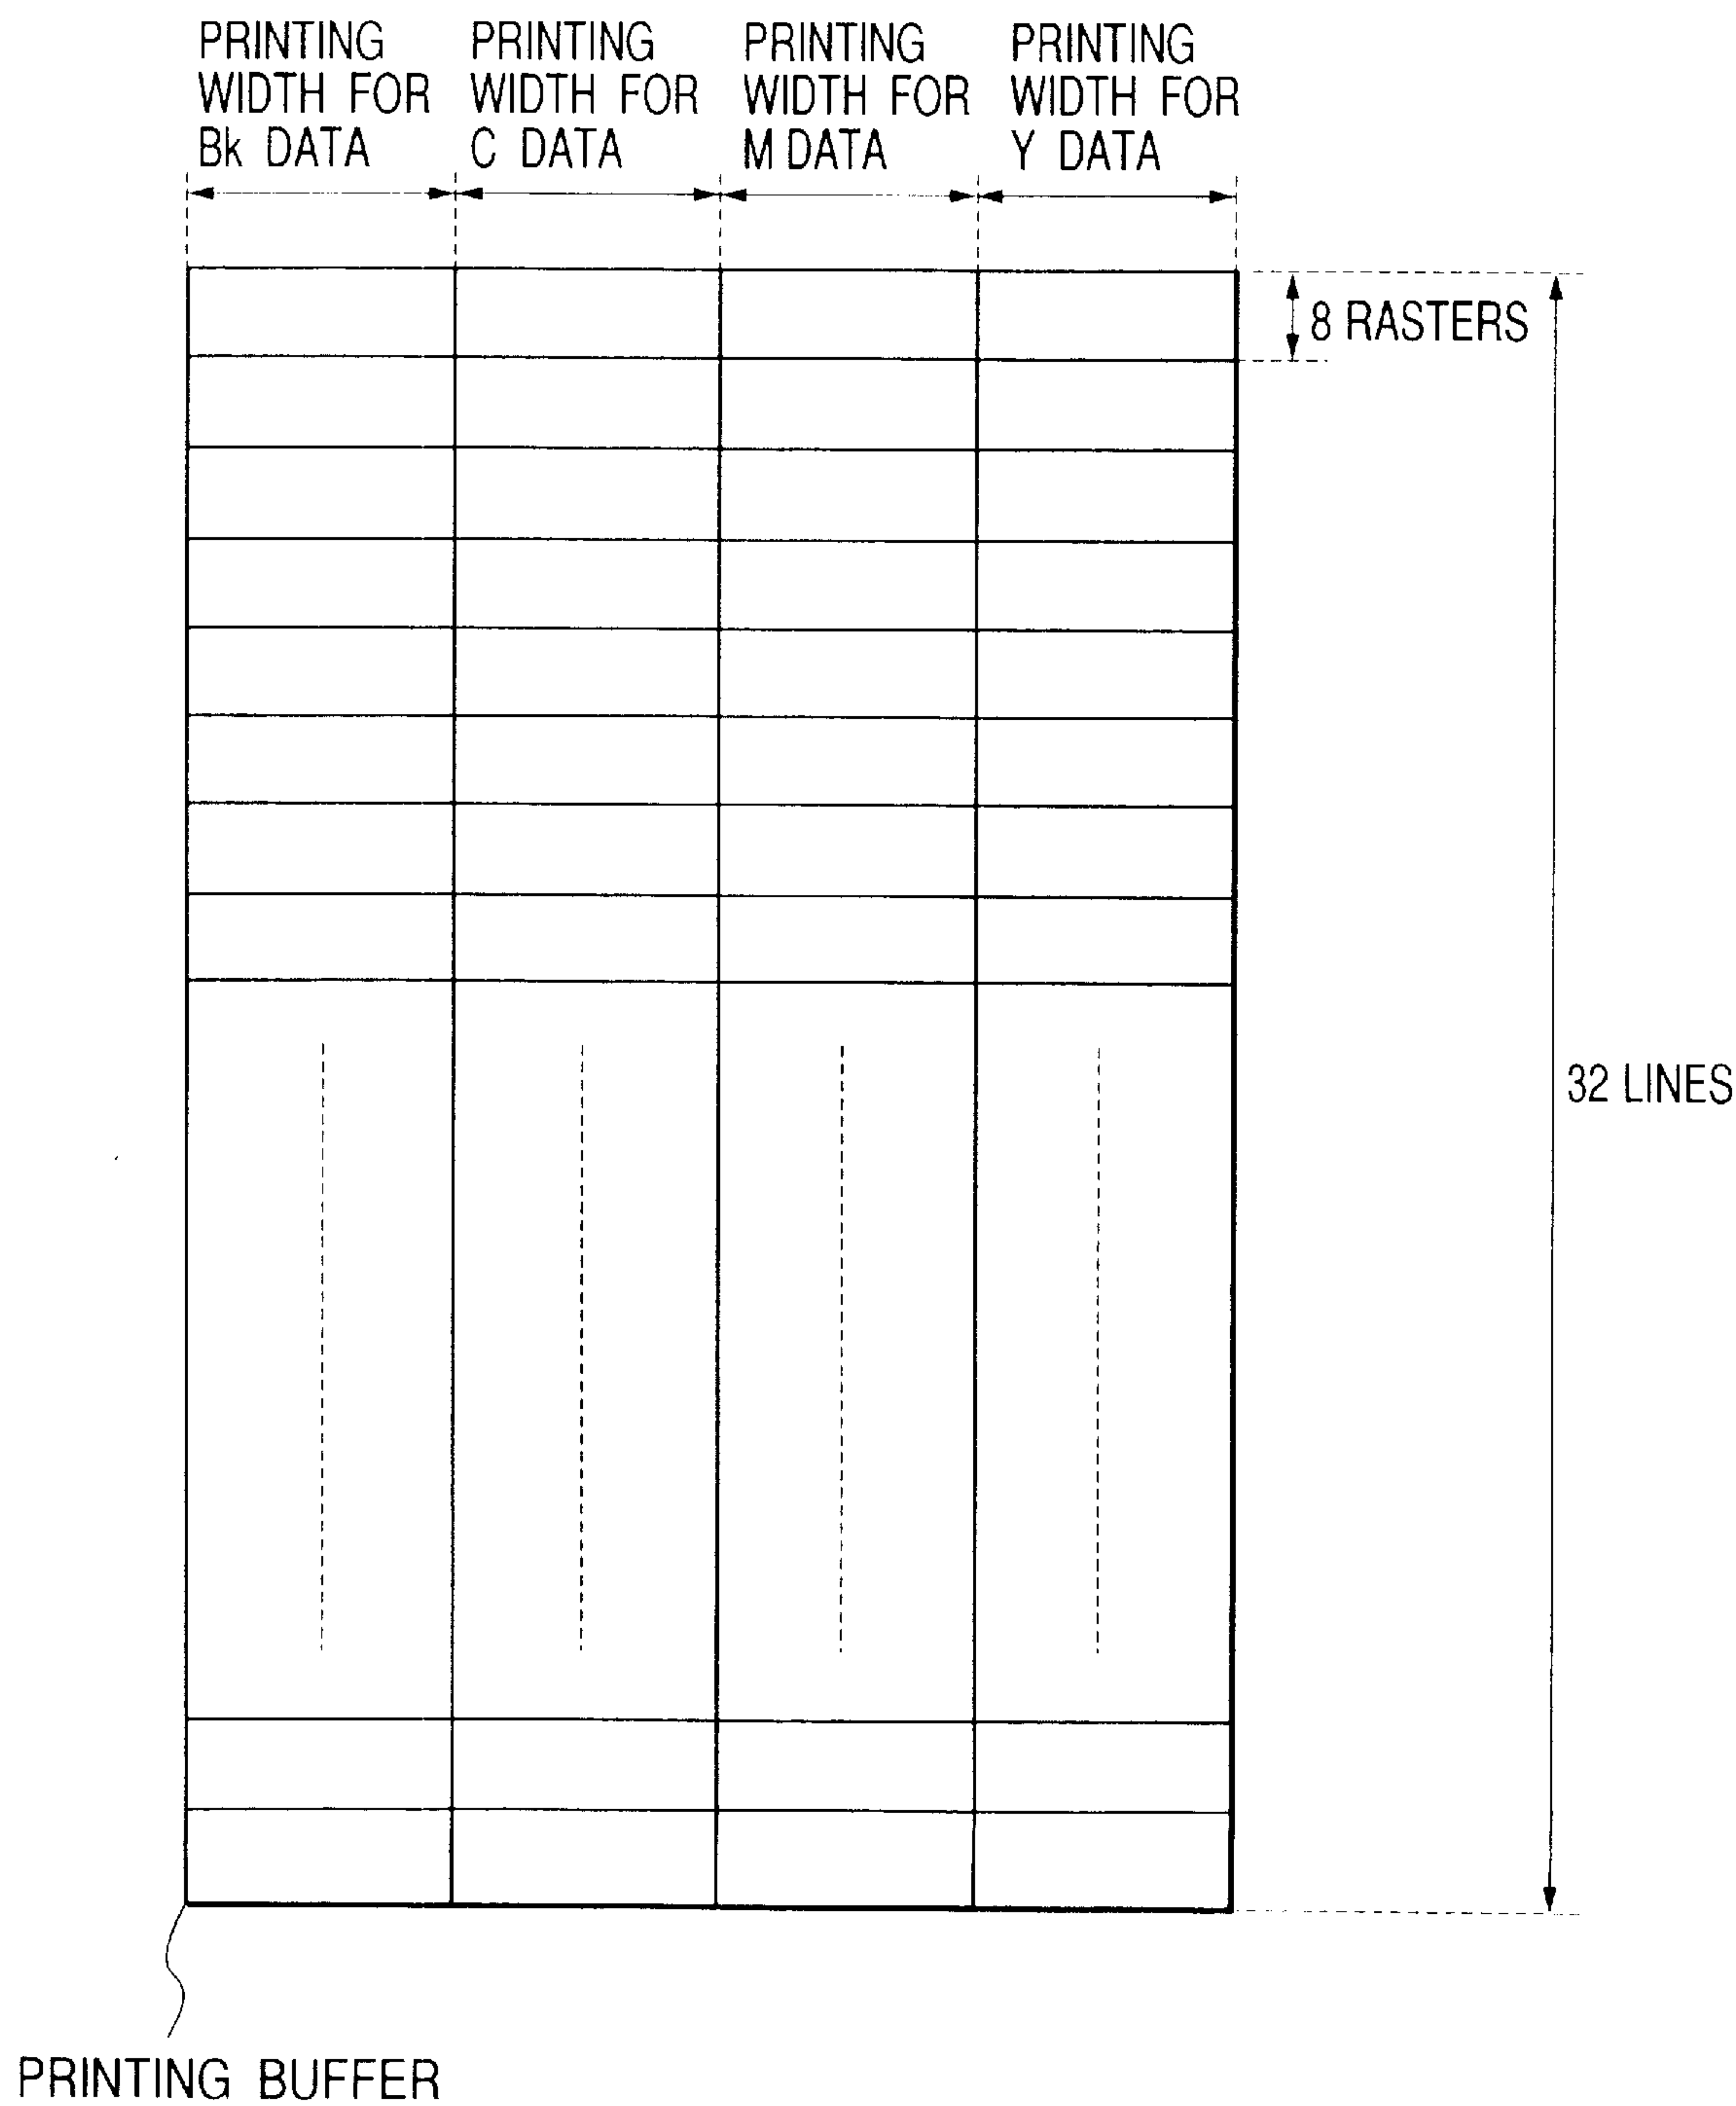 PRINTING
WIDTH FOR
Bk DATA
PRINTING
WIDTH FOR
C DATA
PRINTING
WIDTH FOR
M DATA
PRINTING
WIDTH FOR
Y DATA
8 RASTERS
32 LINES
PRINTING BUFFER